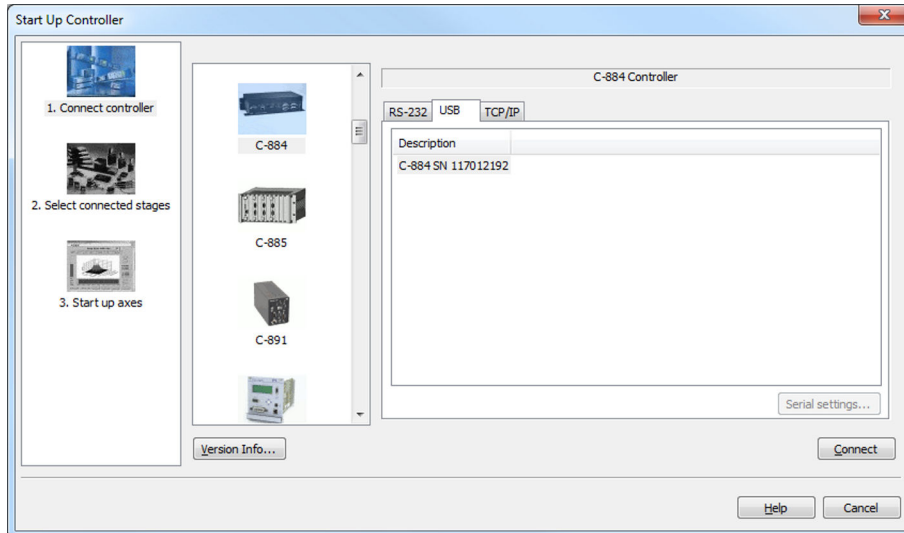 Start Up Controller
1. Connect controller
2. Select connected stages
3. Start up axes
C-884
C-885
C-891
Version Info...
C-884 Controller
RS-232 USB TCP/IP
Description
C-884 SN 117012192
Serial settings...
Connect
Help Cancel